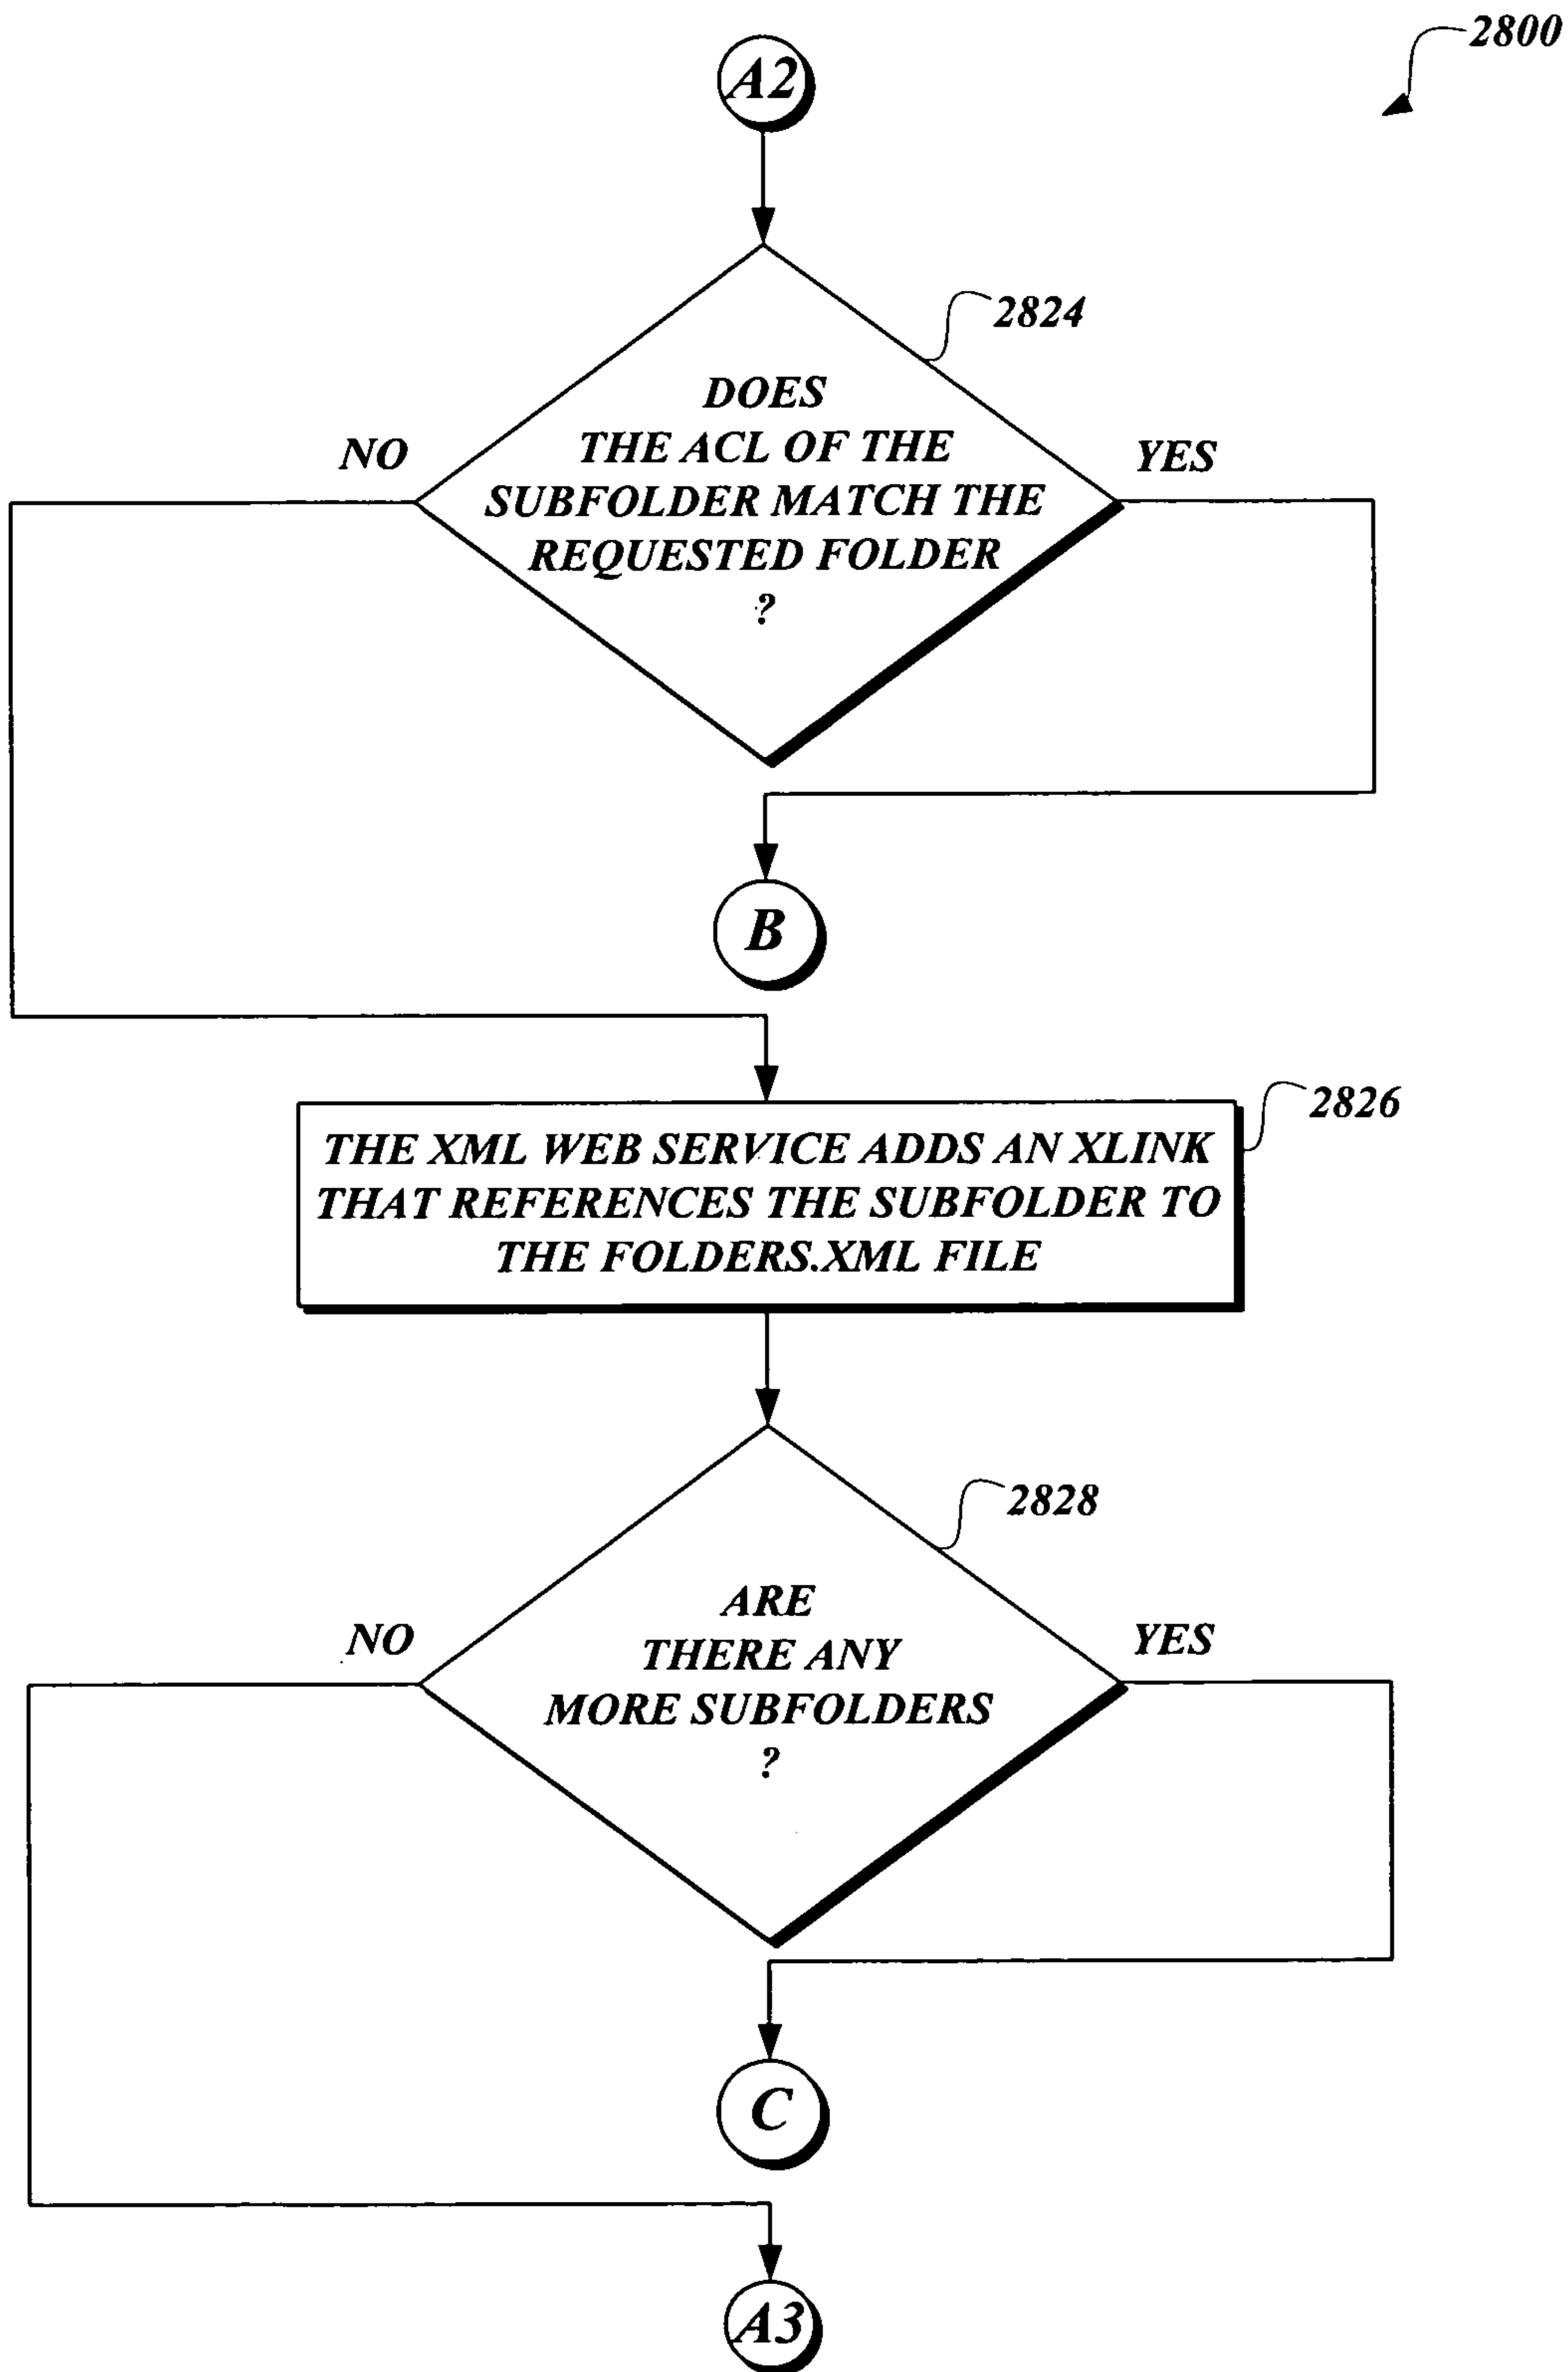 2800
A2
2824
DOES
THE ACL OF THE
SUBFOLDER MATCH THE
REQUESTED FOLDER
?
NO
YES
B
2826
THE XML WEB SERVICE ADDS AN XLINK
THAT REFERENCES THE SUBFOLDER TO
THE FOLDERS.XML FILE
2828
ARE
THERE ANY
MORE SUBFOLDERS
?
NO
YES
C
A3